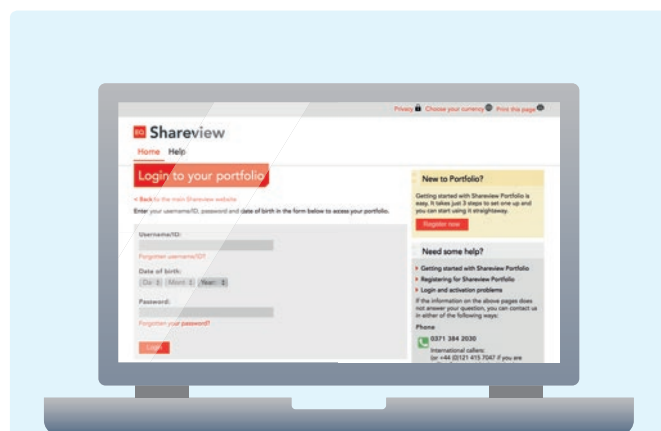 Privacy Choose your currency Print this page
EQ Shareview
Home Help
Login to your portfolio
< Back to the main Shareview website
Enter your username/ID, password and date of birth in the form below to access your portfolio.
Username/ID:
Forgotten username/ID?
Date of birth:
Da Mont Year:
Password:
Forgotten your password?
Login
New to Portfolio?
Getting started with Shareview Portfolio is
easy. It takes just 3 steps to set one up and
you can start using it straightaway.
Register now
Need some help?
Getting started with Shareview Portfolio
Registering for Shareview Portfolio
Login and activation problems
If the information on the above pages does
not answer your question, you can contact us
in either of the following ways:
Phone
0371 384 2030
International callers:
(or +44 (0)121 415 7047 if you are